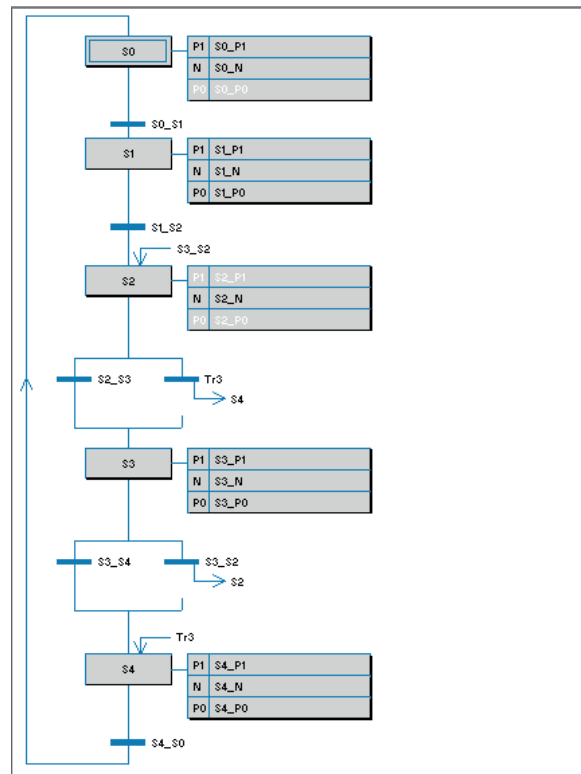 S0
P1 S0_P1
N S0_N
P0 S0_P0
S0_S1
S1
P1 S1_P1
N S1_N
P0 S1_P0
S1_S2
S3_S2
S2
P1 S2_P1
N S2_N
P0 S2_P0
S2_S3
Tr3
S4
S3
P1 S3_P1
N S3_N
P0 S3_P0
S3_S4
S3_S2
S2
Tr3
S4
P1 S4_P1
N S4_N
P0 S4_P0
S4_S0